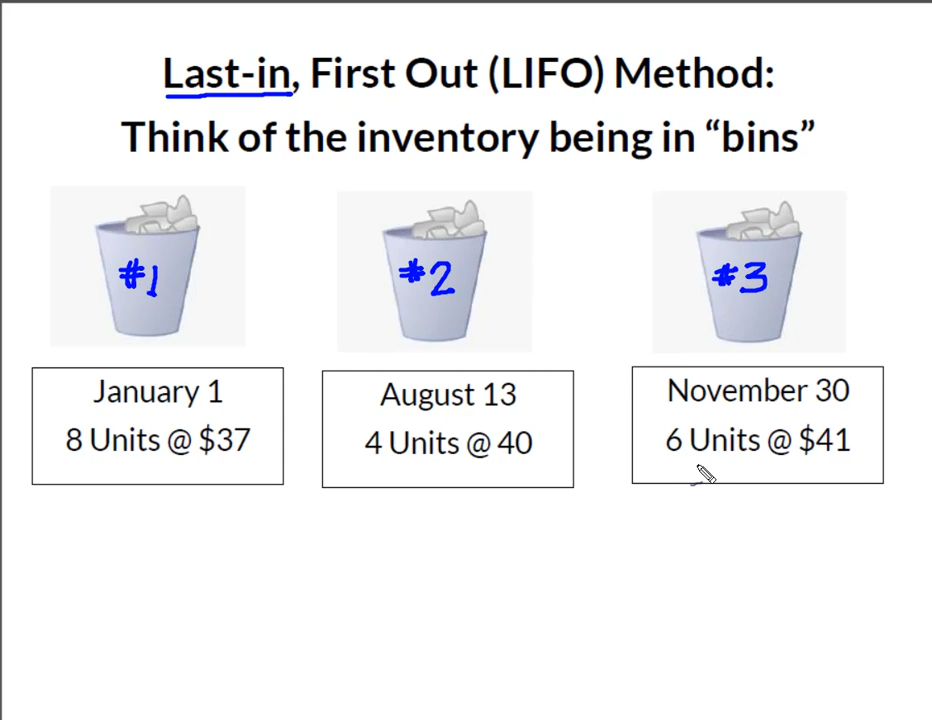 Last-in, First Out (LIFO) Method:
Think of the inventory being in “bins”
#1
#2
#3
January 1
8 Units @ $37
August 13
4 Units @ 40
November 30
6 Units @ $41